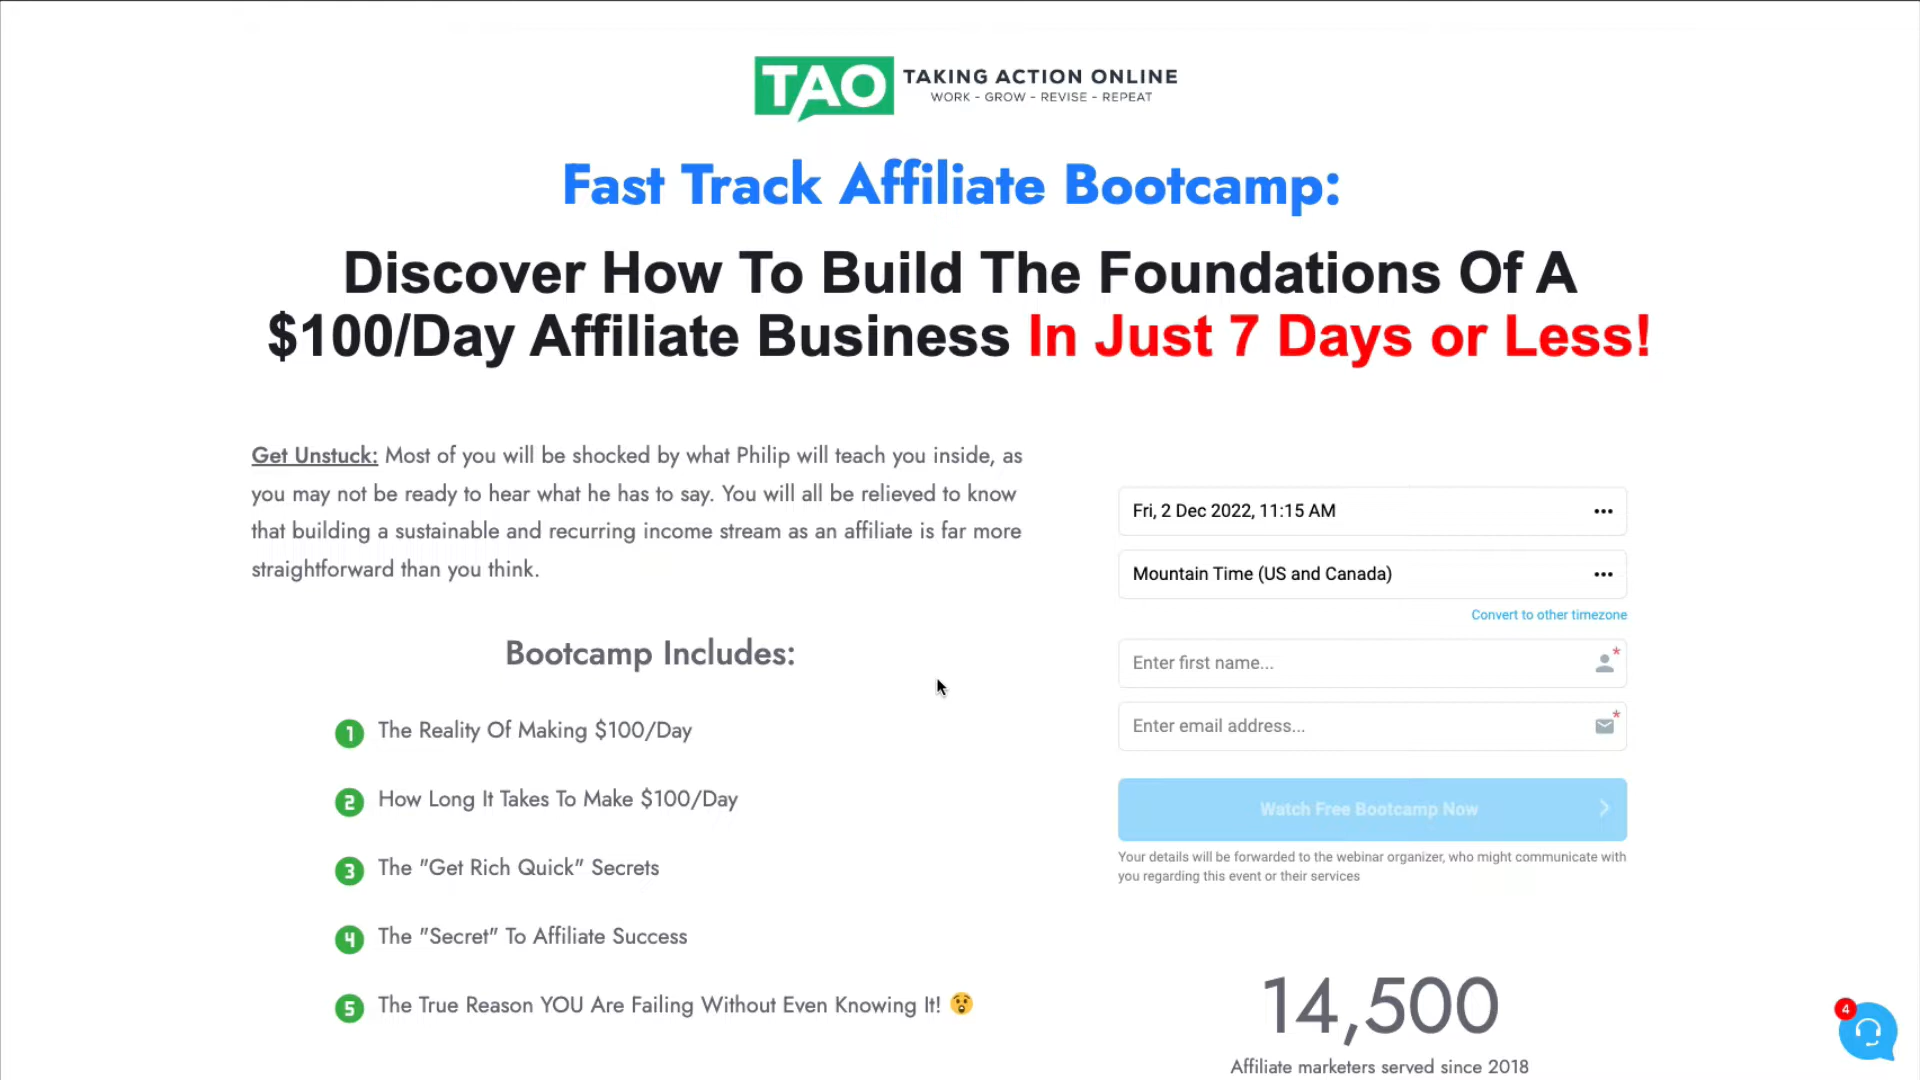 TAO
TAKING ACTION ONLINE
WORK - GROW - REVISE - REPEAT
Fast Track Affiliate Bootcamp:
Discover How To Build The Foundations Of A
$100/Day Affiliate Business In Just 7 Days or Less!
Get Unstuck: Most of you will be shocked by what Philip will teach you inside, as
you may not be ready to hear what he has to say. You will all be relieved to know
that building a sustainable and recurring income stream as an affiliate is far more
straightforward than you think.
Bootcamp Includes:
1 The Reality Of Making $100/Day
2 How Long It Takes To Make $100/Day
3 The "Get Rich Quick" Secrets
4 The "Secret" To Affiliate Success
5 The True Reason YOU Are Failing Without Even Knowing It! 😲
Fri, 2 Dec 2022, 11:15 AM
Mountain Time (US and Canada)
Convert to other timezone
Enter first name... *
Enter email address... *
Watch Free Bootcamp Now
Your details will be forwarded to the webinar organizer, who might communicate with
you regarding this event or their services
14,500
Affiliate marketers served since 2018
4